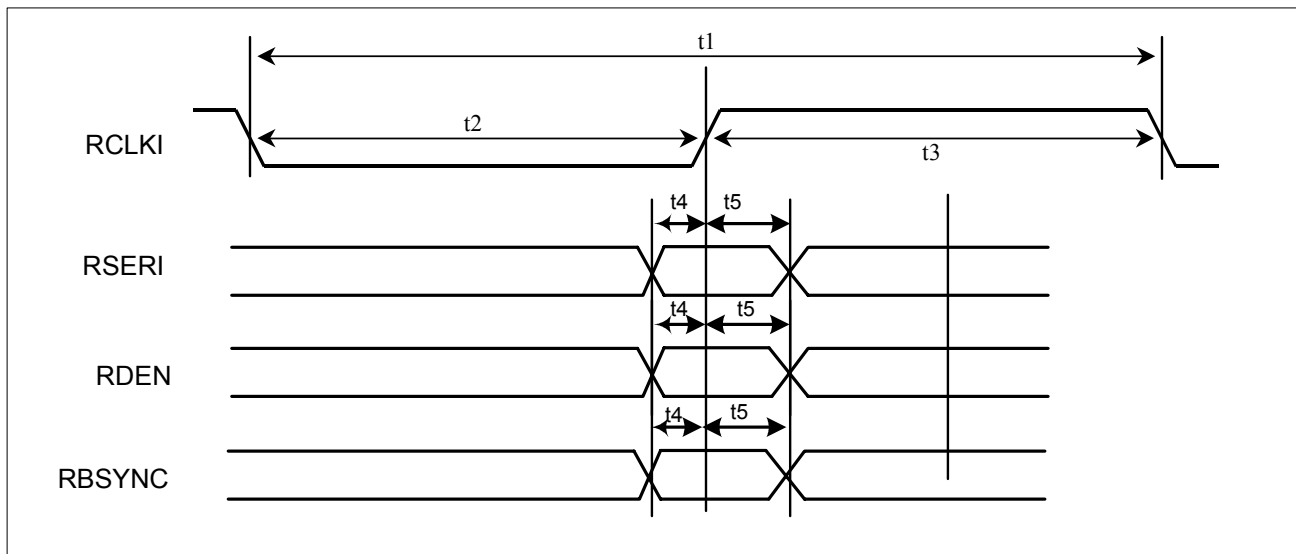 t1
t2
RCLKI
t3
t4 t5
RSERI
t4 t5
RDEN
t4 t5
RBSYNC